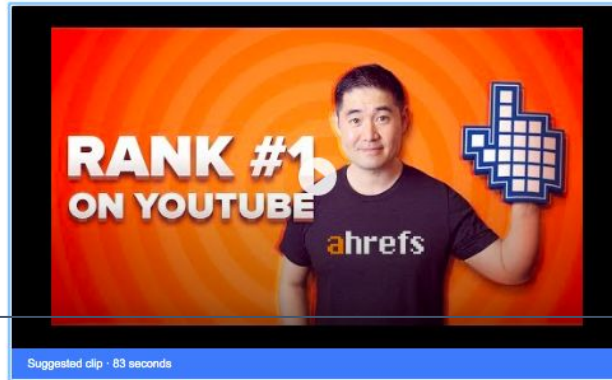 RANK #1
ON YOUTUBE
ahrefs
Suggested clip · 83 seconds